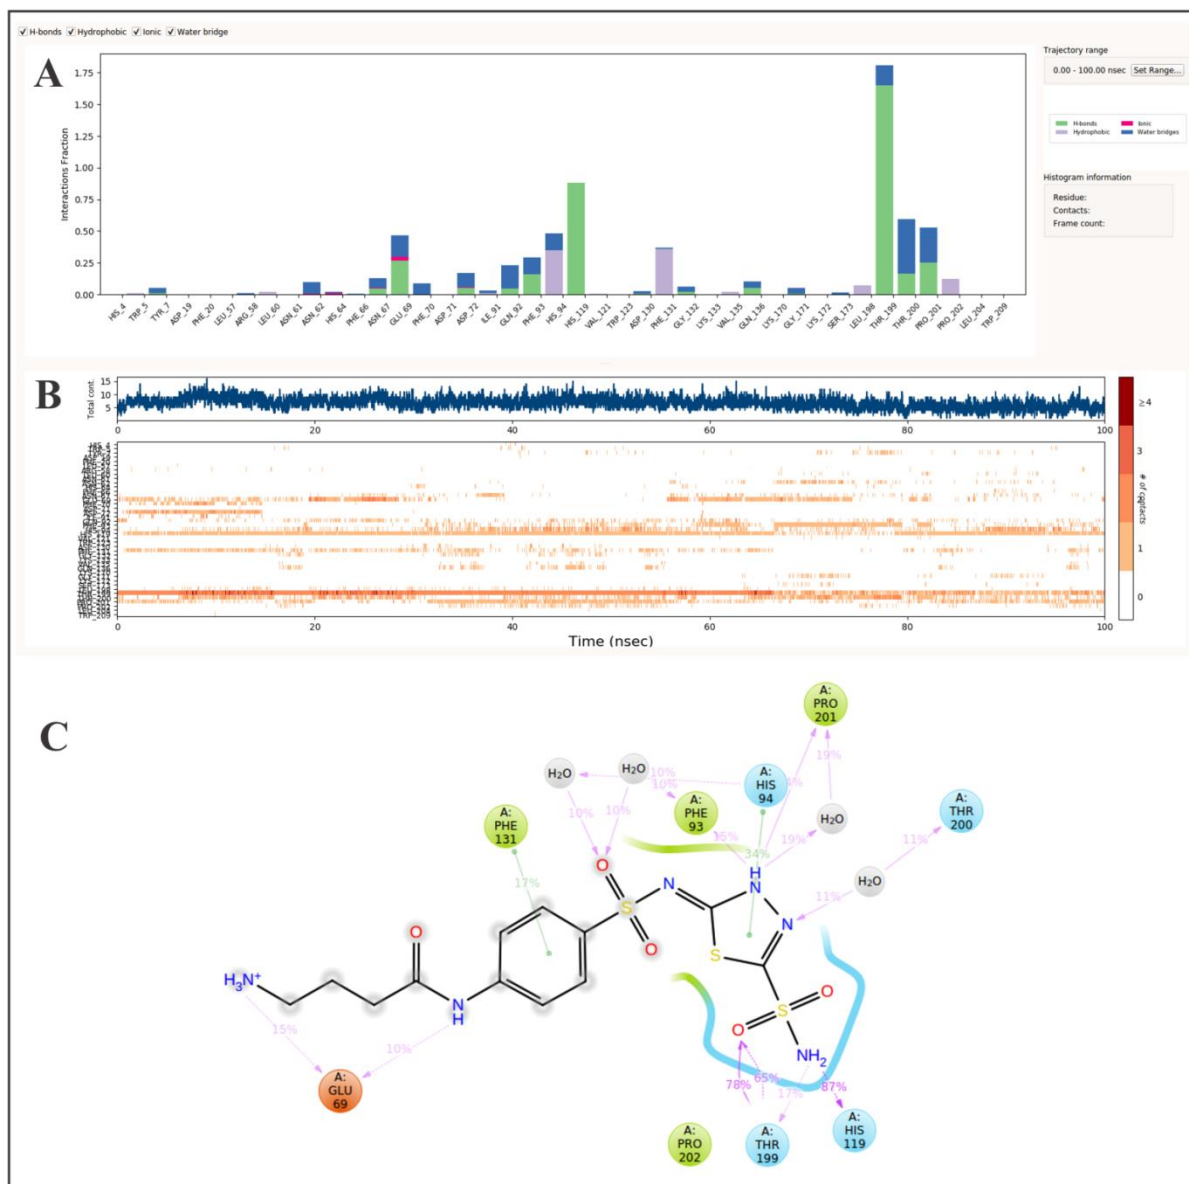 H-bonds Hydrophobic Ionic Water bridge
A
Interactions Fraction
1.75
1.50
1.25
1.00
0.75
0.50
0.25
0.00
HIS_4 TRP_5 TYR_7 ASP_19 PHE_20 LEU_57 ARG_58 LEU_60 ASN_61 ASN_62 HIS_64 PHE_66 ASN_67 GLU_69 PHE_70 ASP_71 ASP_72 ILE_91 GLN_92 PHE_93 HIS_94 HIS_119 VAL_121 TRP_123 ASP_130 PHE_131 GLY_132 LYS_133 VAL_135 GLN_136 LYS_170 GLY_171 LYS_172 SER_173 LEU_198 THR_199 THR_200 PRO_201 PRO_202 LEU_204 TRP_209
Trajectory range
0.00 - 100.00 nsec Set Range...
H-bonds Ionic
Hydrophobic Water bridges
Histogram information
Residue:
Contacts:
Frame count:
B
Total cont.
15
10
5
0 20 40 60 80 100
TRP_209
0 20 40 60 80 100
Time (nsec)
≥4
3
1
0
# of contacts
C
A:
PRO
201
19%
H₂O
H₂O
10%
10%
A:
HIS
94
A:
PHE
93
A:
PHE
131
10%
10%
15%
34%
19%
H₂O
A:
THR
200
11%
H₂O
11%
17%
O
H
N
N
N
S
O
S
O
H₃N⁺
N
H
S
O
O
NH₂
15%
10%
A:
GLU
69
78%
65%
17%
87%
A:
PRO
202
A:
THR
199
A:
HIS
119